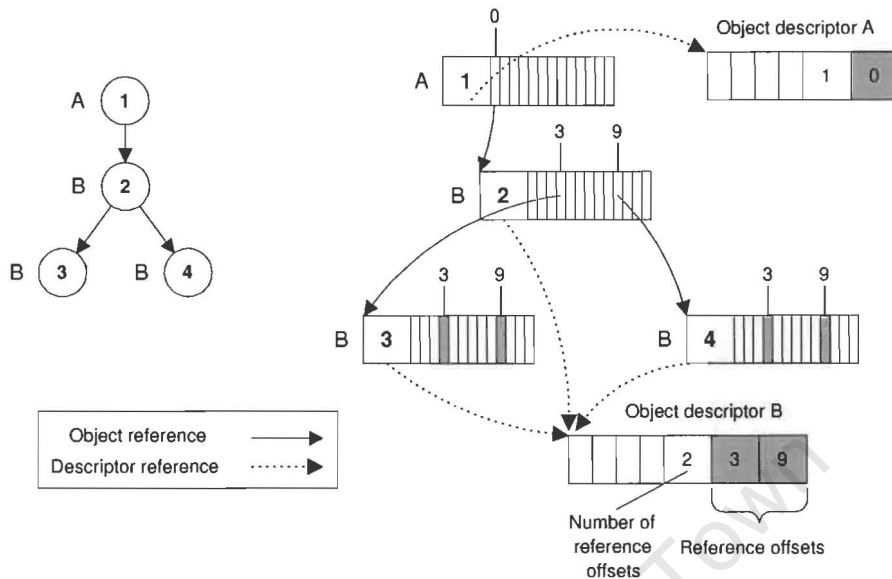 0
Object descriptor A
A
1
1
0
A
1
3
9
B
2
B
2
B
3
B
4
3
9
3
9
B
3
B
4
Object descriptor B
Object reference
Descriptor reference
2
3
9
Number of
reference
offsets
Reference offsets
Town